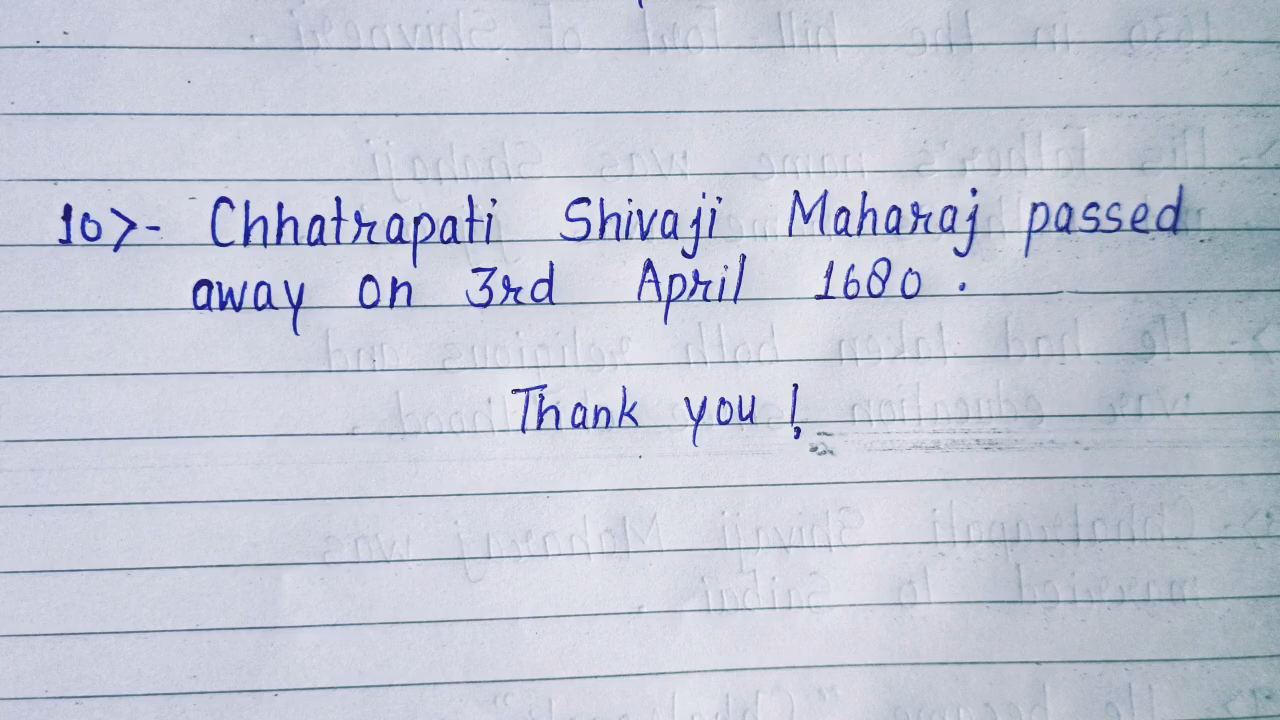 10>- Chhatrapati Shivaji Maharaj passed
away on 3rd April 1680.
Thank you!